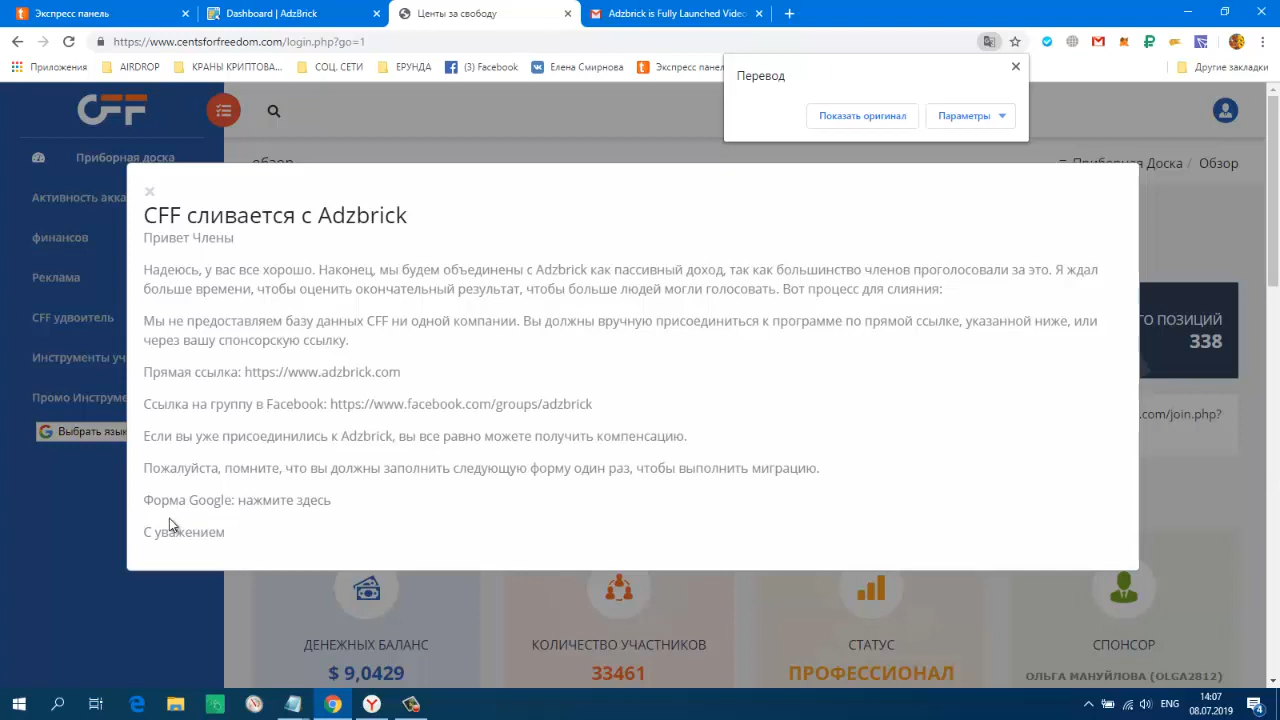 Экспресс панель
Dashboard | AdzBrick
Центы за свободу
Adzbrick is Fully Launched Video
https://www.centsforfreedom.com/login.php?go=1
Приложения
AIRDROP
КРАНЫ КРИПТОВА...
СОЦ. СЕТИ
ЕРУНДА
(3) Facebook
Елена Смирнова
Экспресс пане
Другие закладки
Перевод
Показать оригинал
Параметры
CFF
Приборная доска
обзор
Приборная Доска / Обзор
Активность акка
финансов
Реклама
CFF удвоитель
Инструменты уч
Промо Инструме
Выбрать язык
CFF сливается с Adzbrick
Привет Члены
Надеюсь, у вас все хорошо. Наконец, мы будем объединены с Adzbrick как пассивный доход, так как большинство членов проголосовали за это. Я ждал
больше времени, чтобы оценить окончательный результат, чтобы больше людей могли голосовать. Вот процесс для слияния:
Мы не предоставляем базу данных CFF ни одной компании. Вы должны вручную присоединиться к программе по прямой ссылке, указанной ниже, или
через вашу спонсорскую ссылку.
Прямая ссылка: https://www.adzbrick.com
Ссылка на группу в Facebook: https://www.facebook.com/groups/adzbrick
Если вы уже присоединились к Adzbrick, вы все равно можете получить компенсацию.
Пожалуйста, помните, что вы должны заполнить следующую форму один раз, чтобы выполнить миграцию.
Форма Google: нажмите здесь
С уважением
ГО ПОЗИЦИЙ
338
.com/join.php?
ДЕНЕЖНЫХ БАЛАНС
$ 9,0429
КОЛИЧЕСТВО УЧАСТНИКОВ
33461
СТАТУС
ПРОФЕССИОНАЛ
СПОНСОР
ОЛЬГА МАНУЙЛОВА (OLGA2812)
ENG
14:07
08.07.2019
4